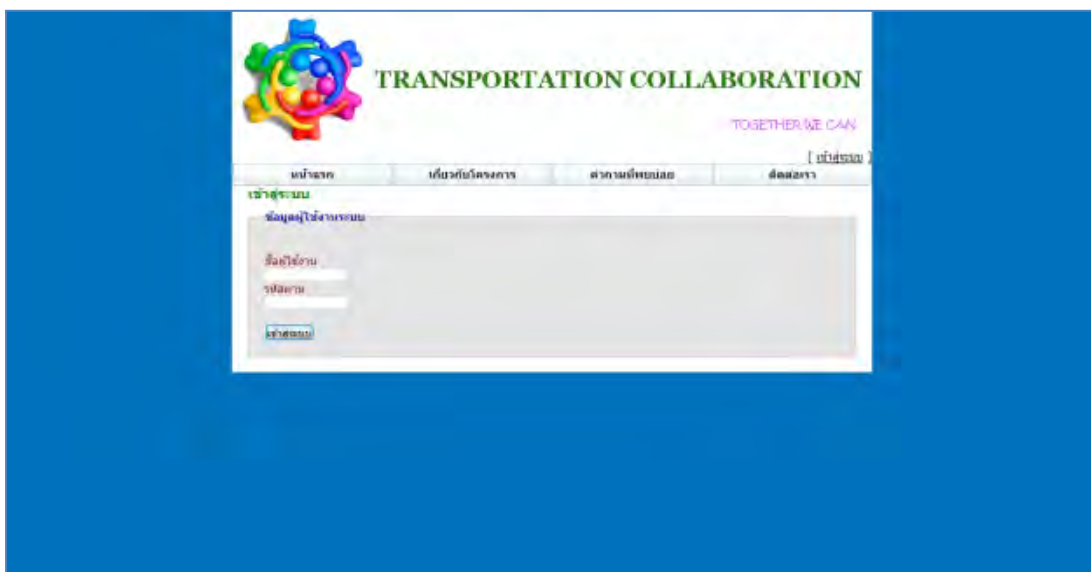 TRANSPORTATION COLLABORATION
TOGETHER WE CAN
[ เข้าสู่ระบบ ]
หน้าแรก เกี่ยวกับโครงการ คำถามที่พบบ่อย ติดต่อเรา
เข้าสู่ระบบ
ข้อมูลผู้ใช้งานระบบ
ชื่อผู้ใช้งาน
รหัสผ่าน
เข้าสู่ระบบ